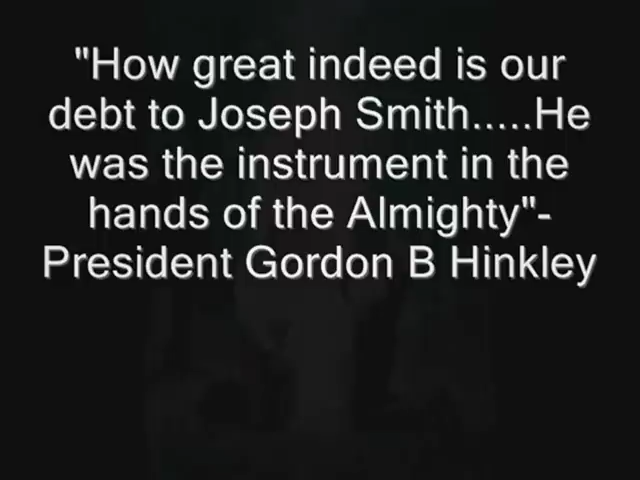 "How great indeed is our
debt to Joseph Smith.....He
was the instrument in the
hands of the Almighty"-
President Gordon B Hinkley